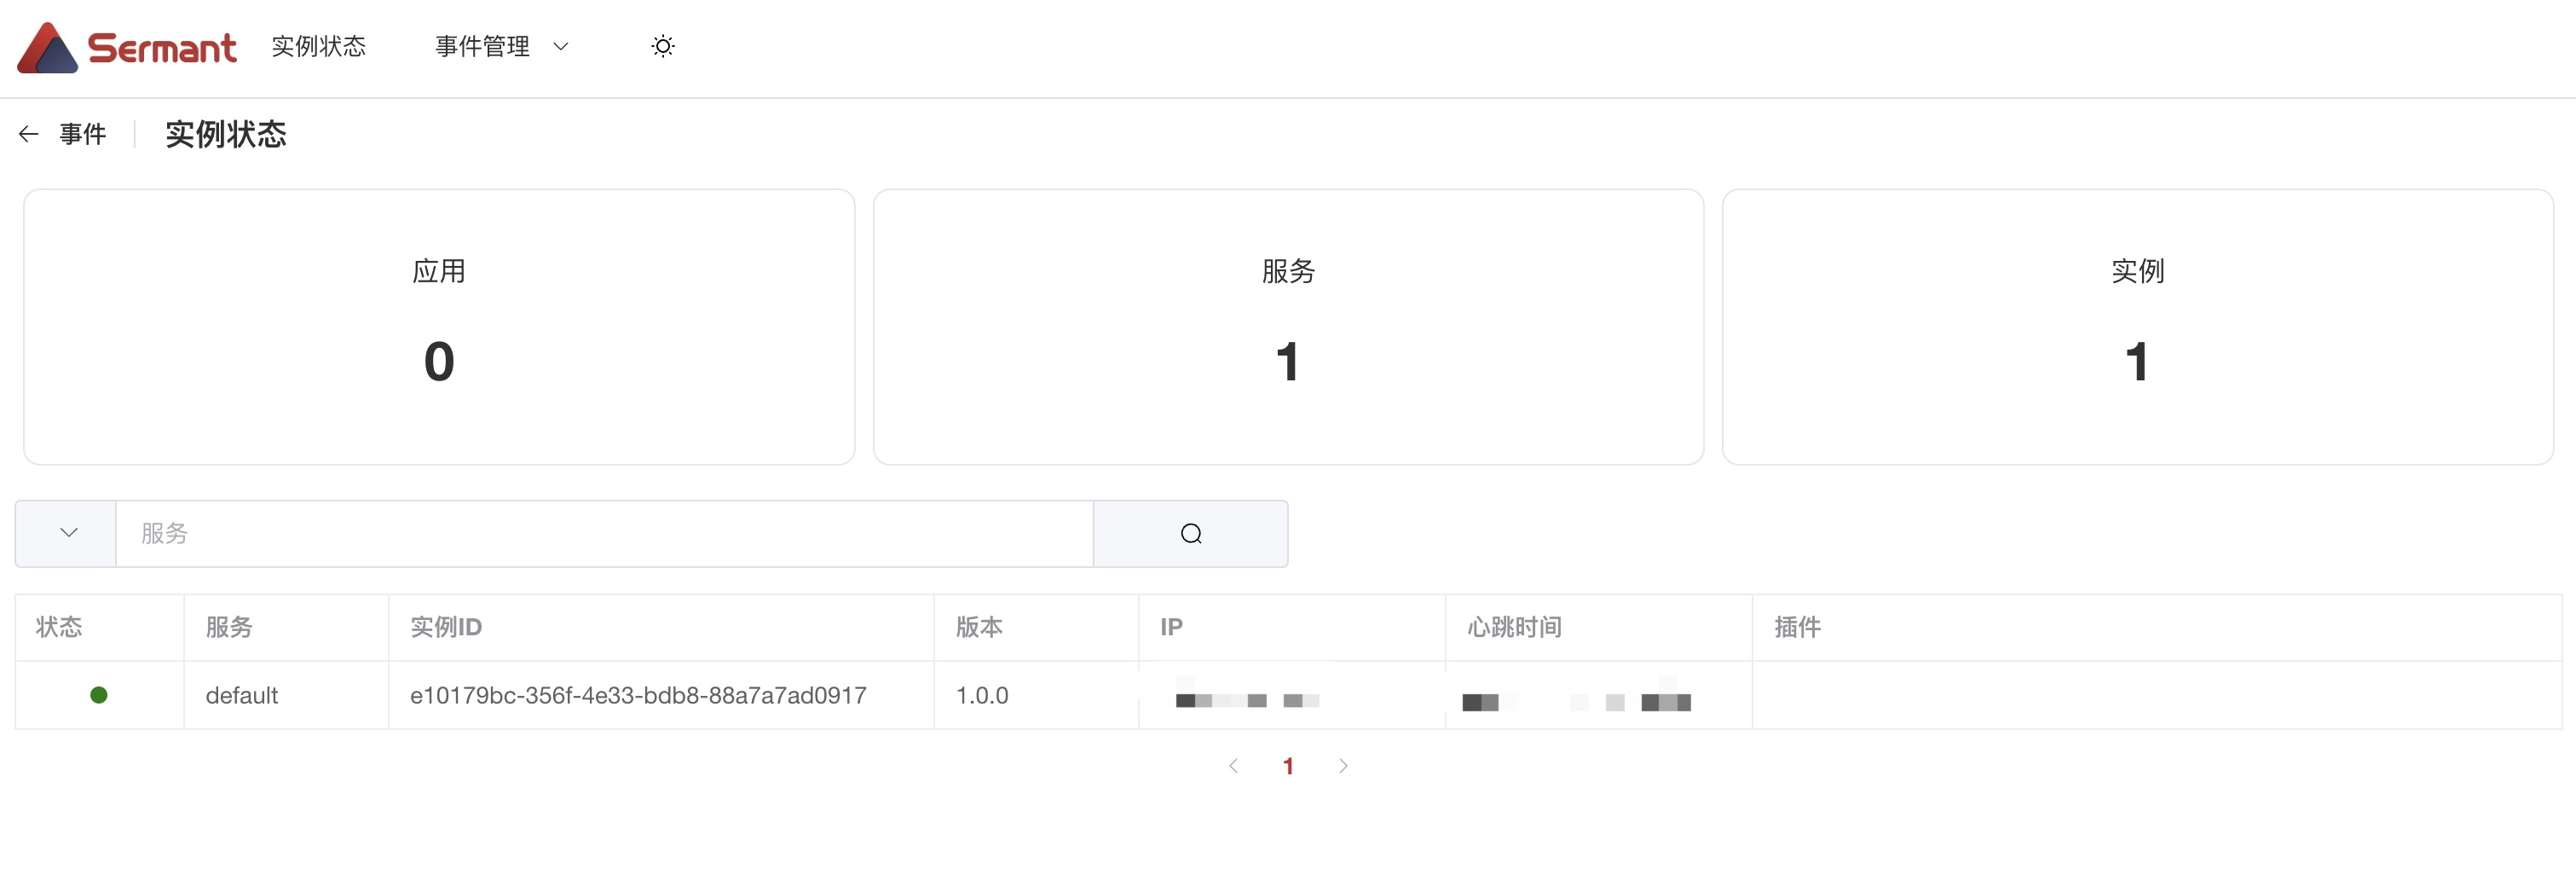 Sermant 实例状态 事件管理
事件 实例状态
应用 服务 实例
0 1 1
服务
状态 服务 实例ID 版本 IP 心跳时间 插件
default e10179bc-356f-4e33-bdb8-88a7a7ad0917 1.0.0
1